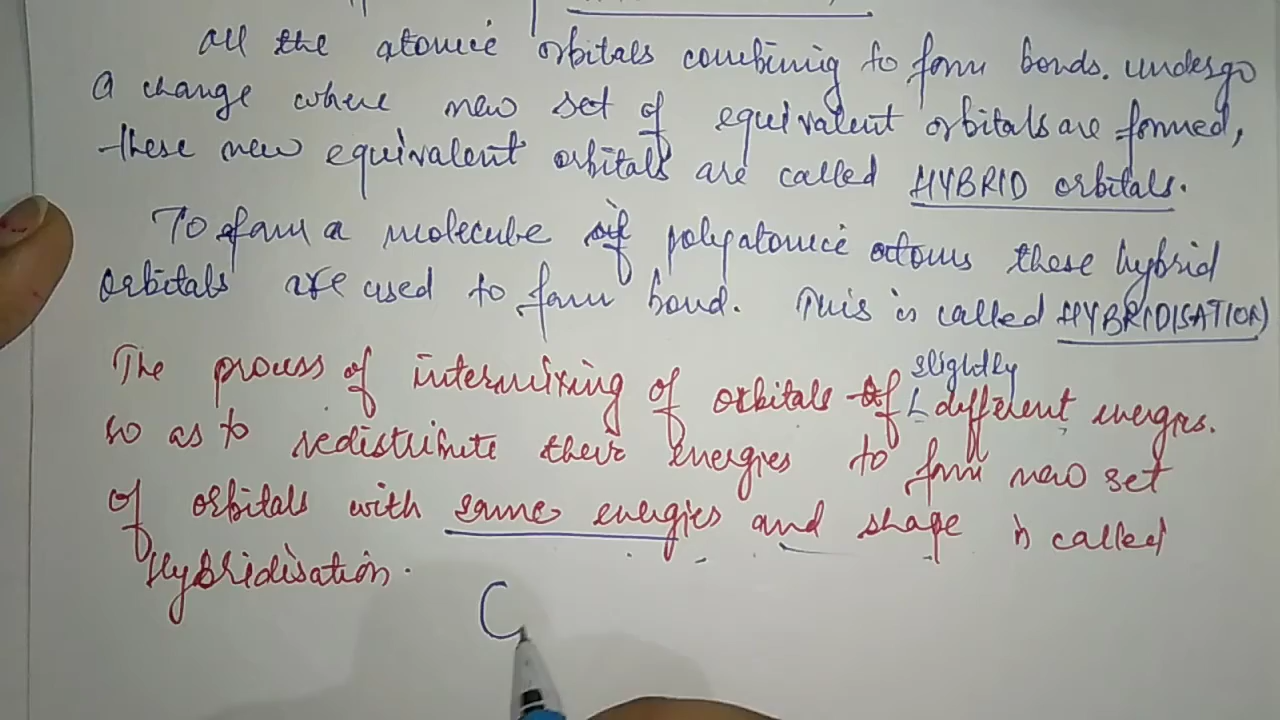 all the atomic orbitals combining to form bonds. undergo
a change where new set of equivalent orbitals are formed,
these new equivalent orbitals are called HYBRID orbitals.
To form a molecule of polyatomic atoms these hybrid
orbitals are used to form bond. This is called HYBRIDISATION
The process of intermixing of orbitals of slightly different energies.
so as to redistribute their energies to form new set
of orbitals with same energies and shape is called
Hybridisation.
C